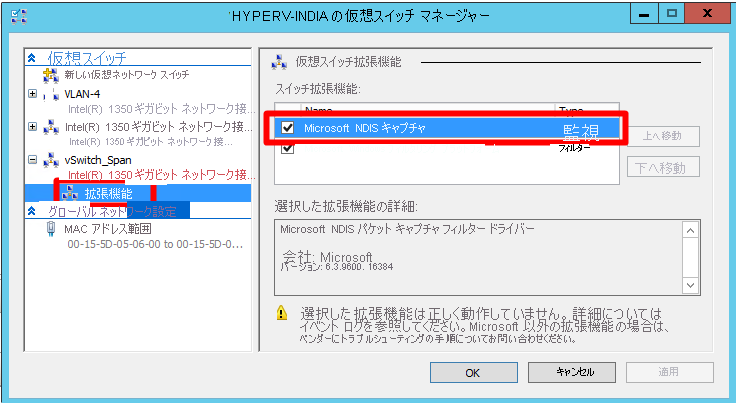 'HYPERV-INDIA の仮想スイッチ マネージャー
仮想スイッチ
新しい仮想ネットワーク スイッチ
VLAN-4
Intel(R) 1350 ギガビット ネットワーク接...
Intel(R) 1350 ギガビット ネットワーク接...
Intel(R) 1350 ギガビット ネットワーク接...
vSwitch_Span
Intel(R) 1350 ギガビット ネットワーク接...
拡張機能
グローバル ネットワーク設定
MAC アドレス範囲
00-15-5D-05-06-00 to 00-15-5D-0...
仮想スイッチ拡張機能
スイッチ拡張機能:
Name Type
Microsoft NDIS キャプチャ 監視
フィルター
上へ移動
下へ移動
選択した拡張機能の詳細:
Microsoft NDIS パケット キャプチャ フィルター ドライバー
会社: Microsoft
バージョン: 6.3.9600. 16384
選択した拡張機能は正しく動作していません。詳細については
イベント ログを参照してください。Microsoft 以外の拡張機能の場合は、
ベンダーにトラブルシューティングの手順についてお問い合わせください。
OK
キャンセル
適用